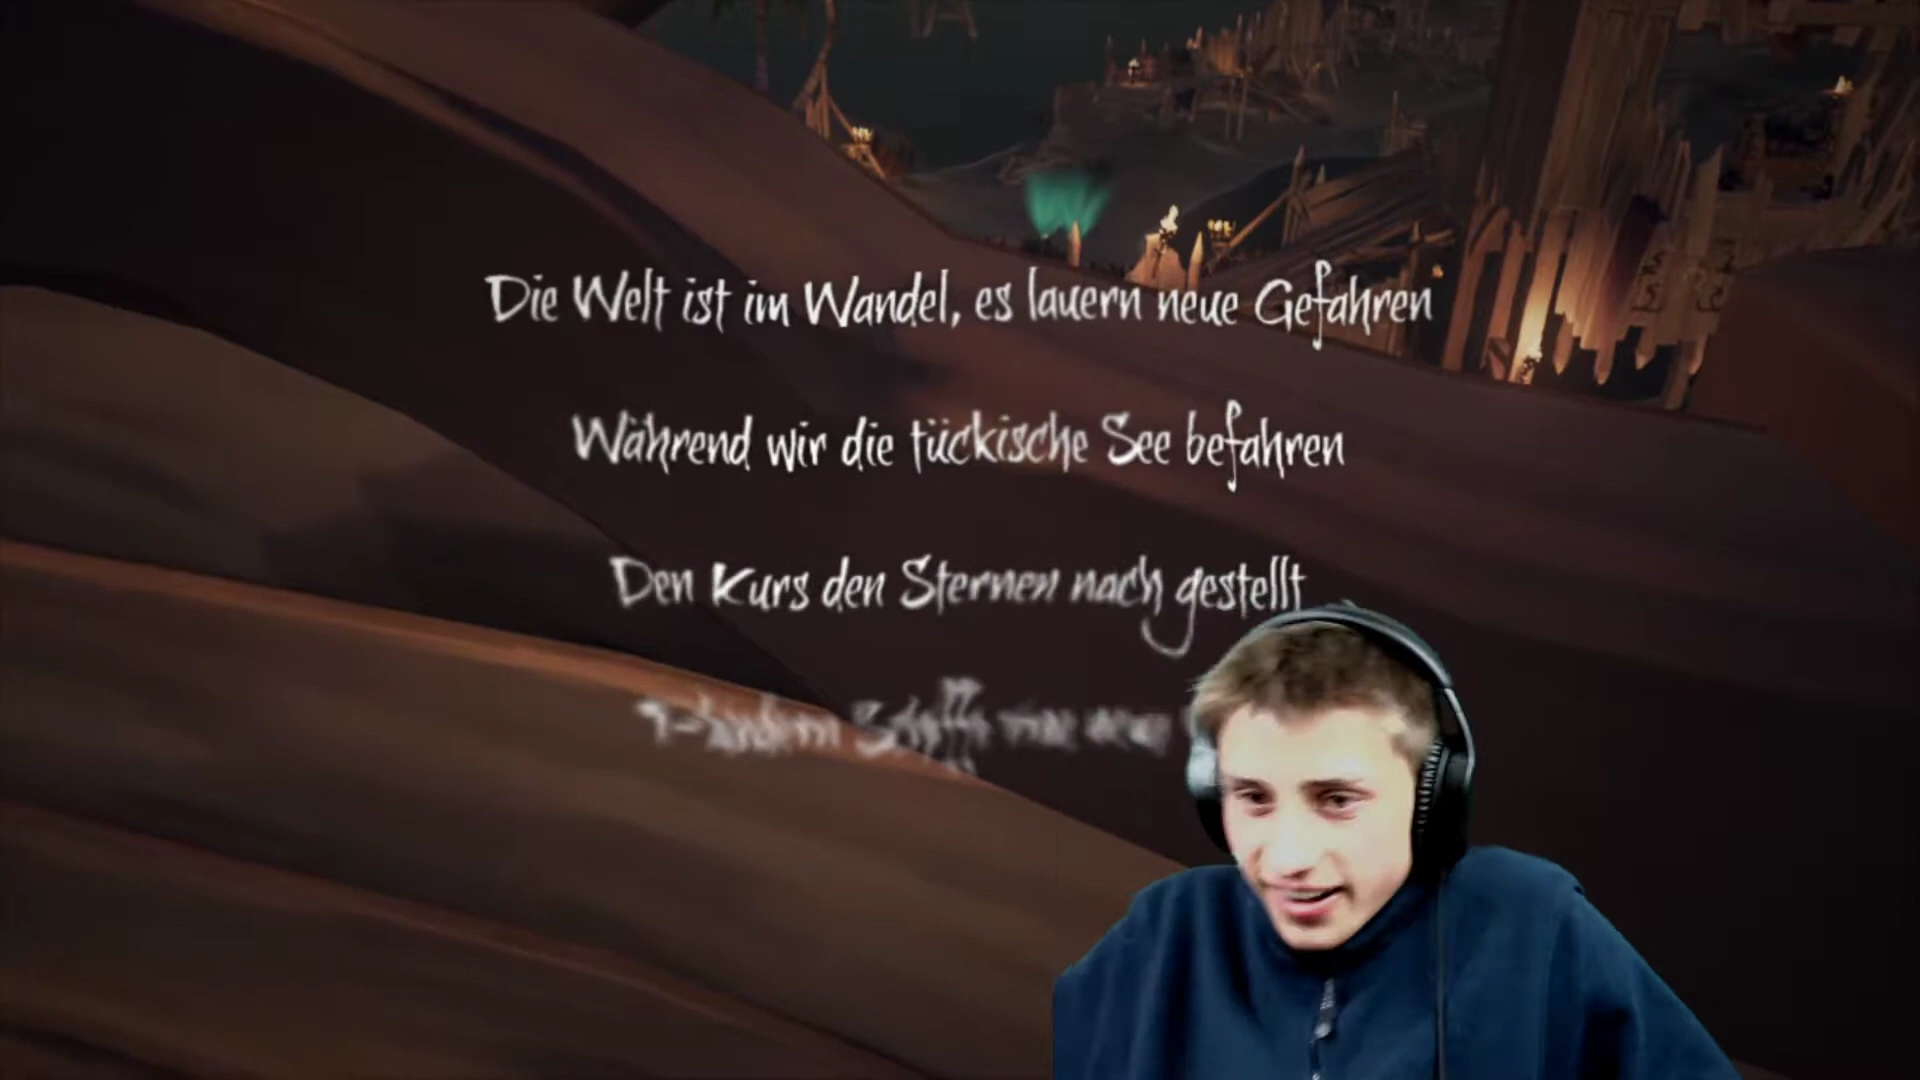 Die Welt ist im Wandel, es lauern neue Gefahren
Während wir die tückische See befahren
Den Kurs den Sternen nach gestellt